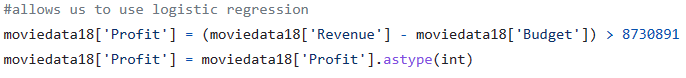 #allows us to use logistic regression
moviedata18['Profit'] = (moviedata18['Revenue'] - moviedata18['Budget']) > 8730891
moviedata18['Profit'] = moviedata18['Profit'].astype(int)